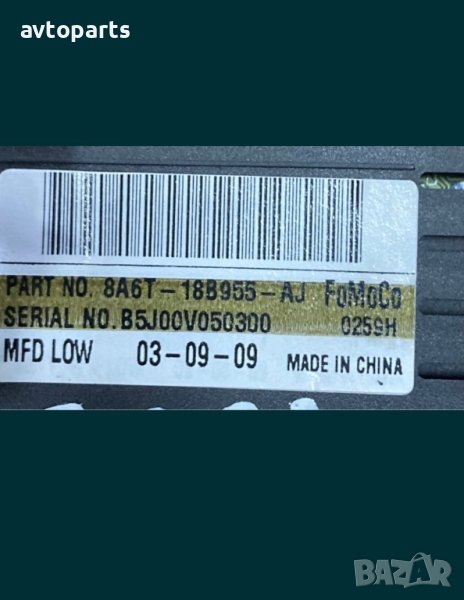 avtoparts
PART NO. 8A6T-18B955-AJ FoMoCo
SERIAL NO. B5J00V050300 0259H
MFD LOW 03-09-09 MADE IN CHINA
BAZAR